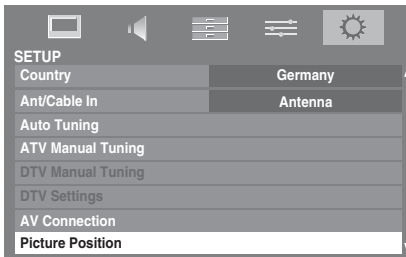 SETUP
Country Germany
Ant/Cable In Antenna
Auto Tuning
ATV Manual Tuning
DTV Manual Tuning
DTV Settings
AV Connection
Picture Position